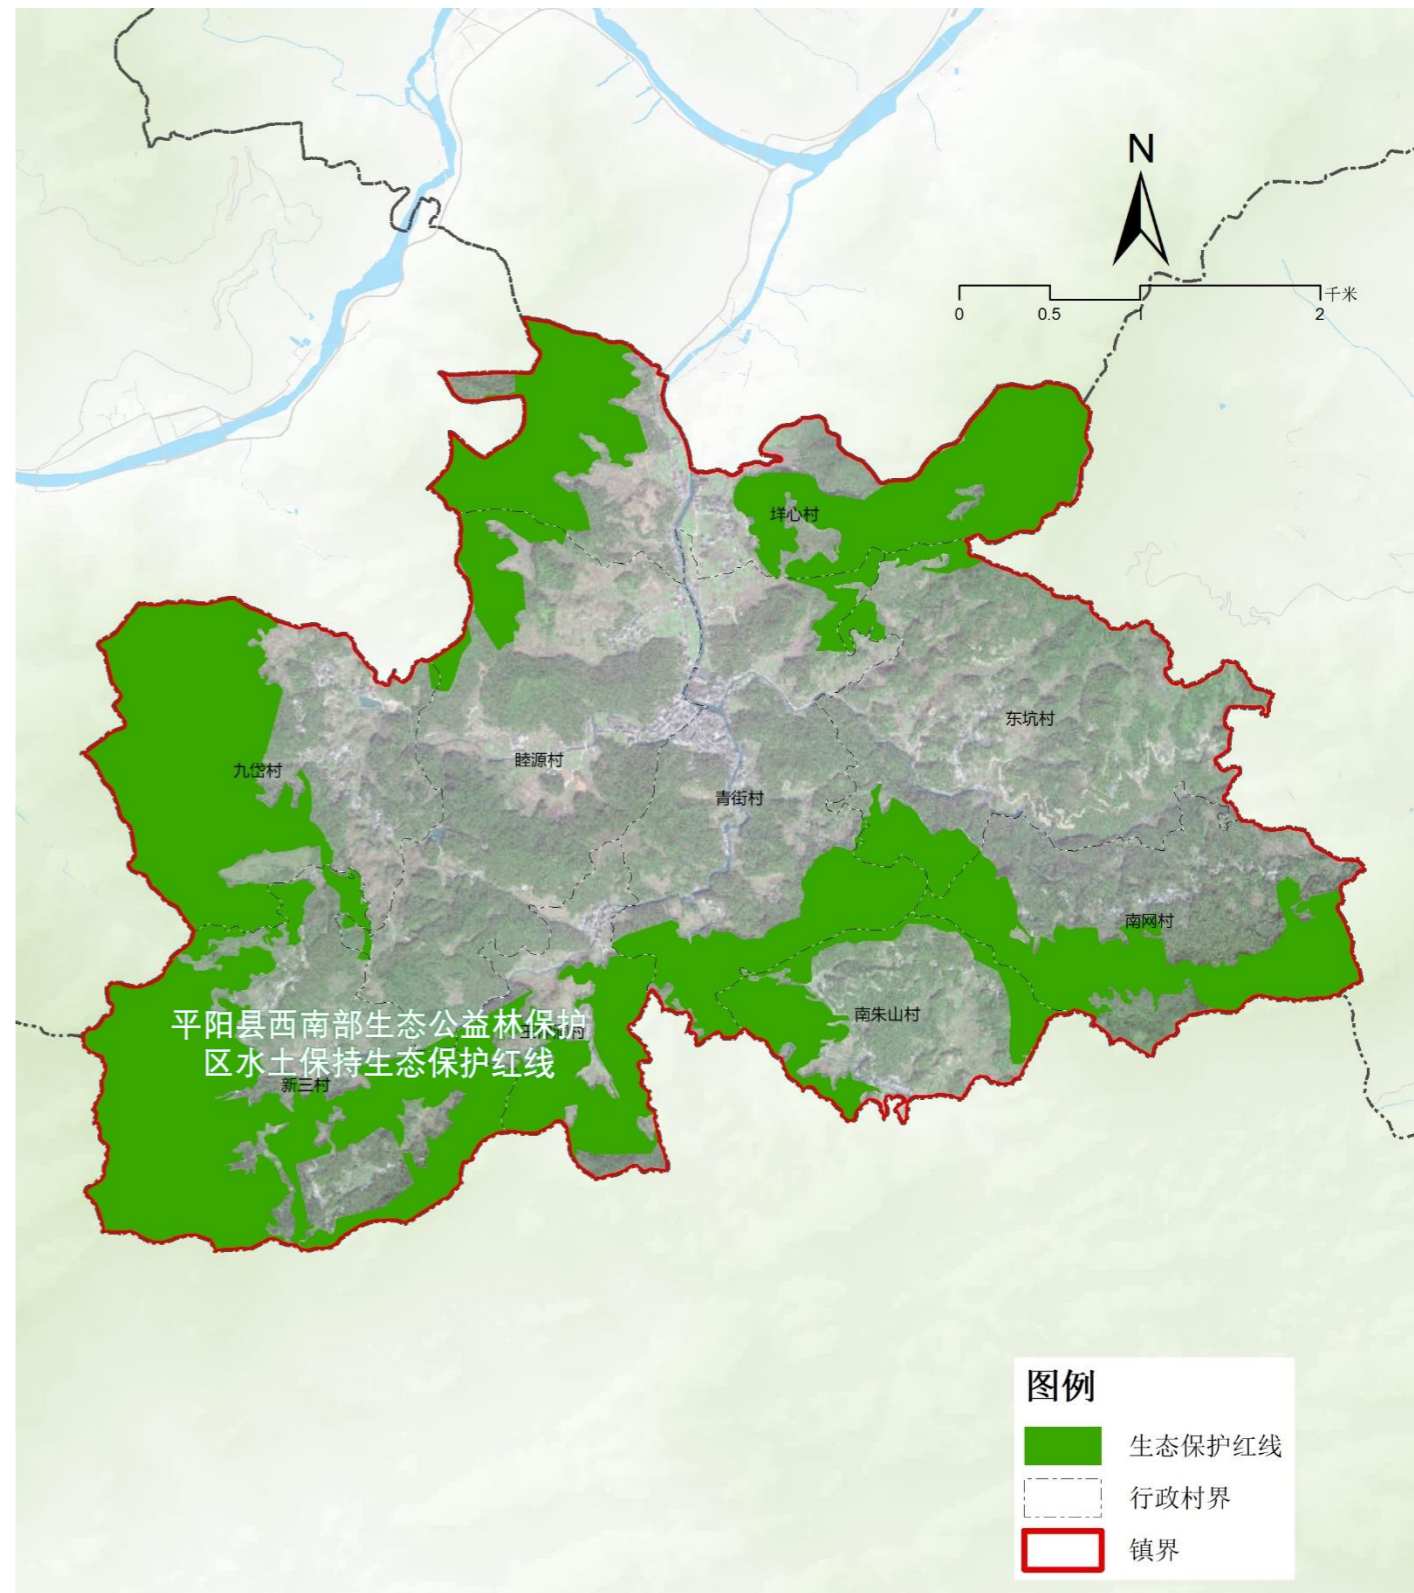 N
千米
0 0.5 1 2
垟心村
东坑村
九岱村
睦源村
青街村
南网村
南朱山村
平阳县西南部生态公益林保护
区水土保持生态保护红线
新三村
图例
生态保护红线
行政村界
镇界